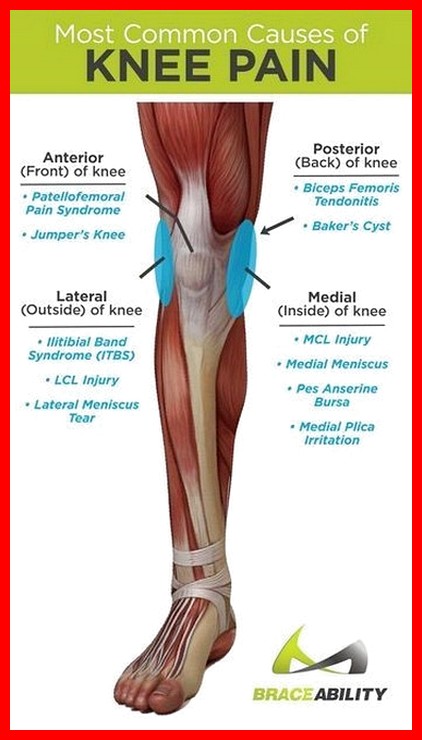 Most Common Causes of
KNEE PAIN
Anterior
(Front) of knee
• Patellofemoral
Pain Syndrome
• Jumper's Knee
Posterior
(Back) of knee
• Biceps Femoris
Tendonitis
• Baker's Cyst
Lateral
(Outside) of knee
• Ilitibial Band
Syndrome (ITBS)
• LCL Injury
• Lateral Meniscus
Tear
Medial
(Inside) of knee
• MCL Injury
• Medial Meniscus
• Pes Anserine
Bursa
• Medial Plica
Irritation
BRACEABILITY